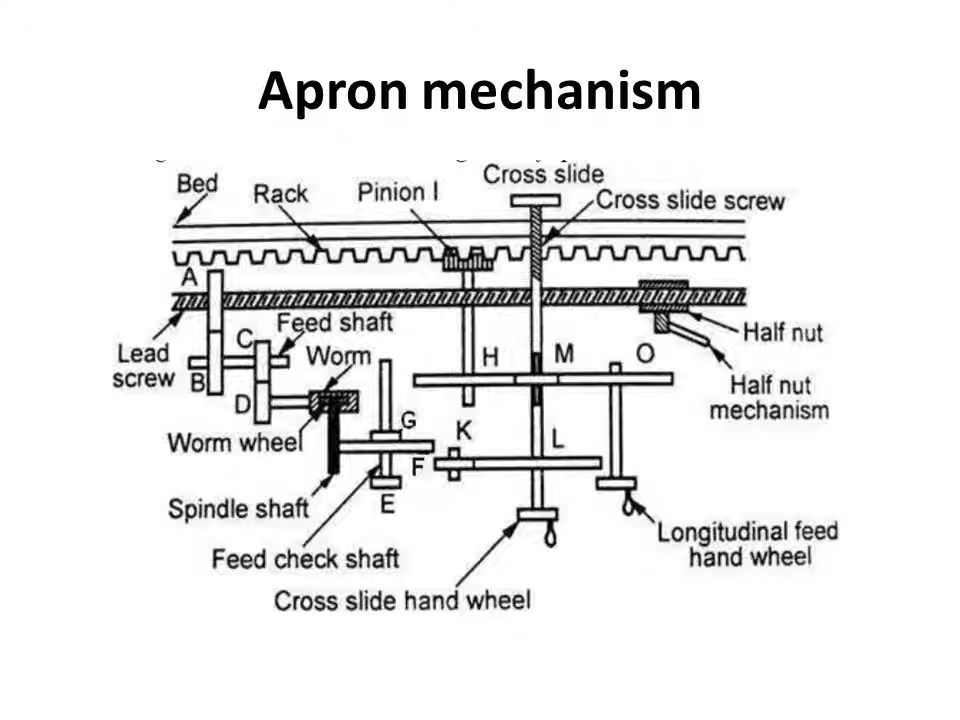 Apron mechanism
Cross slide
Bed
Rack
Pinion I
Cross slide screw
A
Feed shaft
C
Half nut
Lead
screw
Worm
H
M
O
B
D
Half nut
mechanism
Worm wheel
G
K
L
F
Spindle shaft
E
Longitudinal feed
hand wheel
Feed check shaft
Cross slide hand wheel